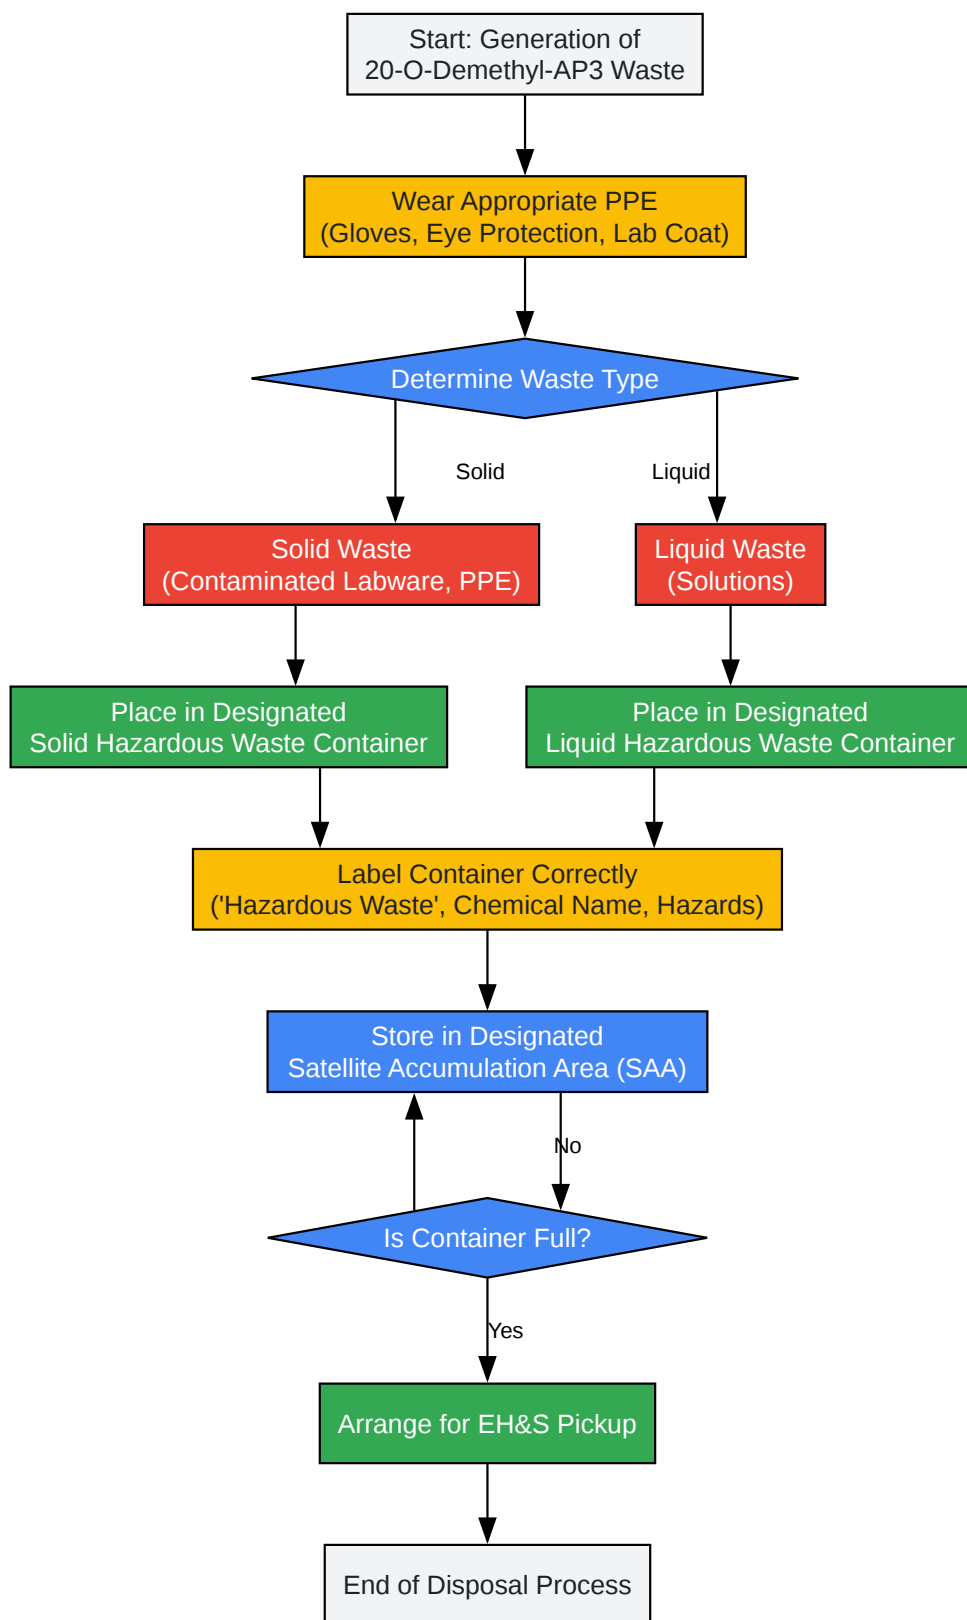 Start: Generation of
20-O-Demethyl-AP3 Waste
Wear Appropriate PPE
(Gloves, Eye Protection, Lab Coat)
Determine Waste Type
Solid
Liquid
Solid Waste
(Contaminated Labware, PPE)
Liquid Waste
(Solutions)
Place in Designated
Solid Hazardous Waste Container
Place in Designated
Liquid Hazardous Waste Container
Label Container Correctly
('Hazardous Waste', Chemical Name, Hazards)
Store in Designated
Satellite Accumulation Area (SAA)
No
Is Container Full?
Yes
Arrange for EH&S Pickup
End of Disposal Process